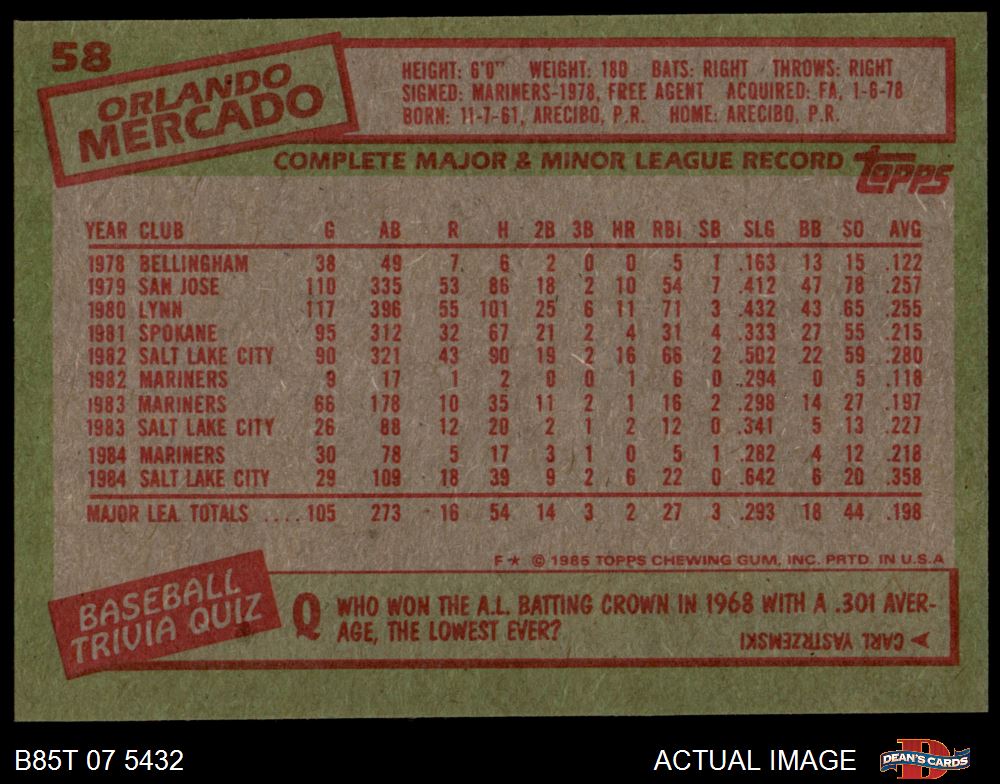 58
ORLANDO
MERCADO
HEIGHT: 6'0" WEIGHT: 180 BATS: RIGHT THROWS: RIGHT
SIGNED: MARINERS-1978, FREE AGENT ACQUIRED: FA, 1-6-78
BORN: 11-7-61, ARECIBO, P.R. HOME: ARECIBO, P.R.
COMPLETE MAJOR & MINOR LEAGUE RECORD
Topps
YEAR CLUB G AB R H 2B 3B HR RBI SB SLG BB SO AVG
1978 BELLINGHAM 38 49 7 6 2 0 0 5 1 .163 13 15 .122
1979 SAN JOSE 110 335 53 86 18 2 10 54 7 .412 47 78 .257
1980 LYNN 117 396 55 101 25 6 11 71 3 .432 43 65 .255
1981 SPOKANE 95 312 32 67 21 2 4 31 4 .333 27 55 .215
1982 SALT LAKE CITY 90 321 43 90 19 2 16 66 2 .502 22 59 .280
1982 MARINERS 9 17 1 2 0 0 1 6 0 .294 0 5 .118
1983 MARINERS 66 178 10 35 11 2 1 16 2 .298 14 27 .197
1983 SALT LAKE CITY 26 88 12 20 2 1 2 12 0 .341 5 13 .227
1984 MARINERS 30 78 5 17 3 1 0 5 1 .282 4 12 .218
1984 SALT LAKE CITY 29 109 18 39 9 2 6 22 0 .642 6 20 .358
MAJOR LEA. TOTALS ....105 273 16 54 14 3 2 27 3 .293 18 44 .198
F★ © 1985 TOPPS CHEWING GUM, INC. PRTD. IN U.S.A
BASEBALL
TRIVIA QUIZ
Q WHO WON THE A.L. BATTING CROWN IN 1968 WITH A .301 AVER-
AGE, THE LOWEST EVER?
CARL YASTRZEMSKI
B85T 07 5432
ACTUAL IMAGE
DEAN'S CARDS